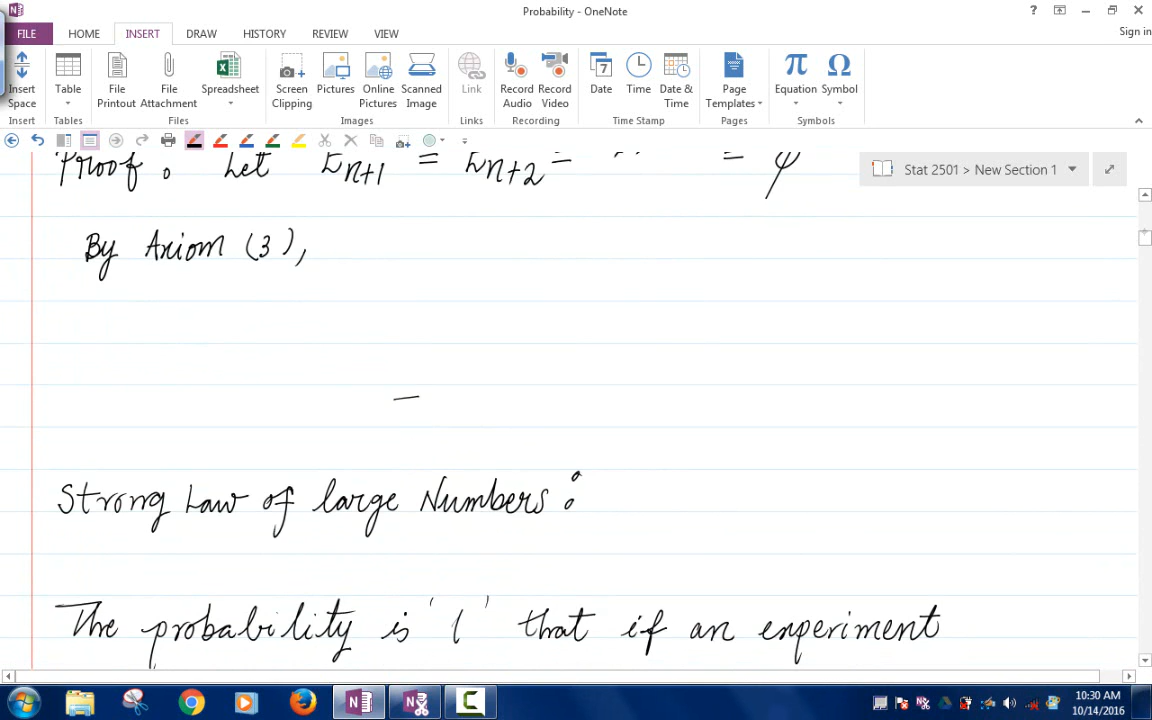 Probability - OneNote
?
Sign in
FILE HOME INSERT DRAW HISTORY REVIEW VIEW
Insert Space
Table
File Printout
File Attachment
Spreadsheet
Screen Clipping
Pictures
Online Pictures
Scanned Image
Link
Record Audio
Record Video
Date
Time
Date & Time
Page Templates
π Equation
Ω Symbol
Insert Tables Files Images Links Recording Time Stamp Pages Symbols
Stat 2501 > New Section 1
Proof. Let En+1 = En+2 = ... = φ
By Axiom (3),
Strong Law of large Numbers :
The probability is '1' that if an experiment
10:30 AM
10/14/2016